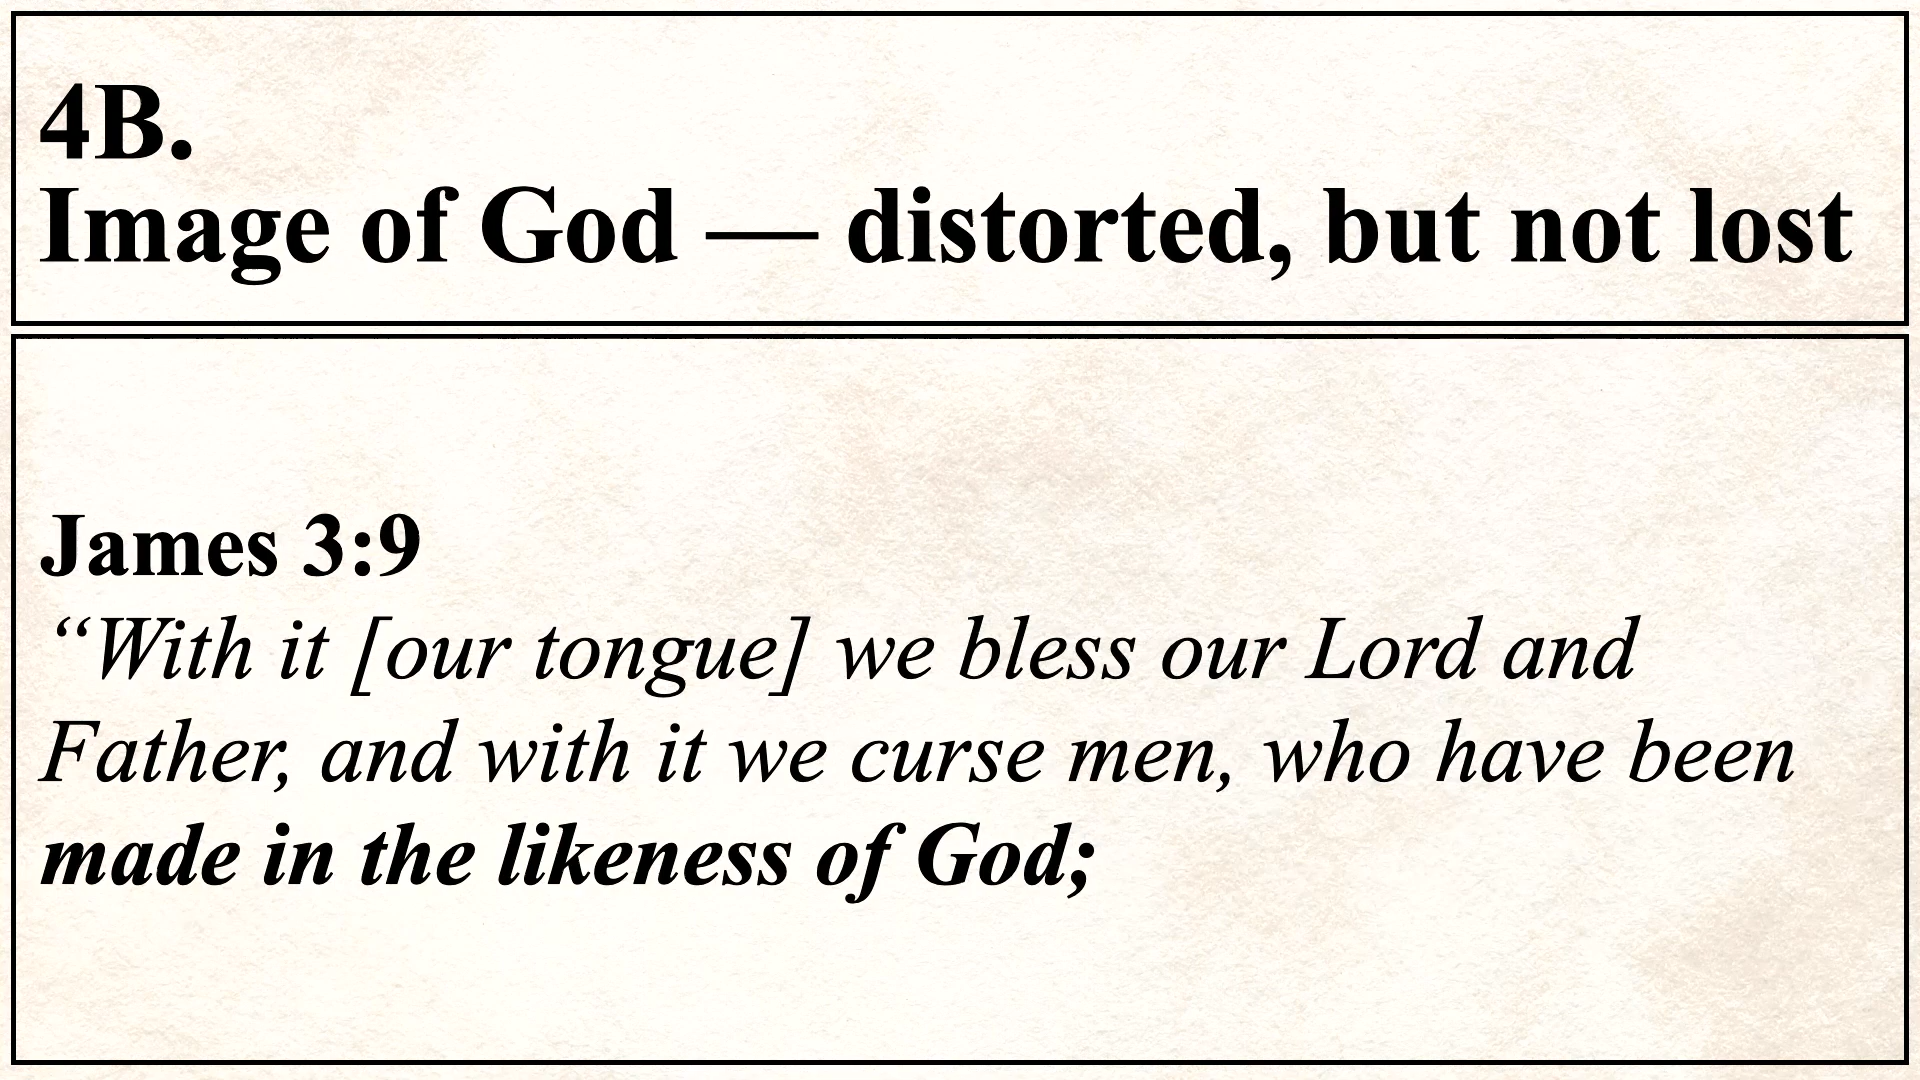 4B.
Image of God — distorted, but not lost
James 3:9
“With it [our tongue] we bless our Lord and
Father, and with it we curse men, who have been
made in the likeness of God;